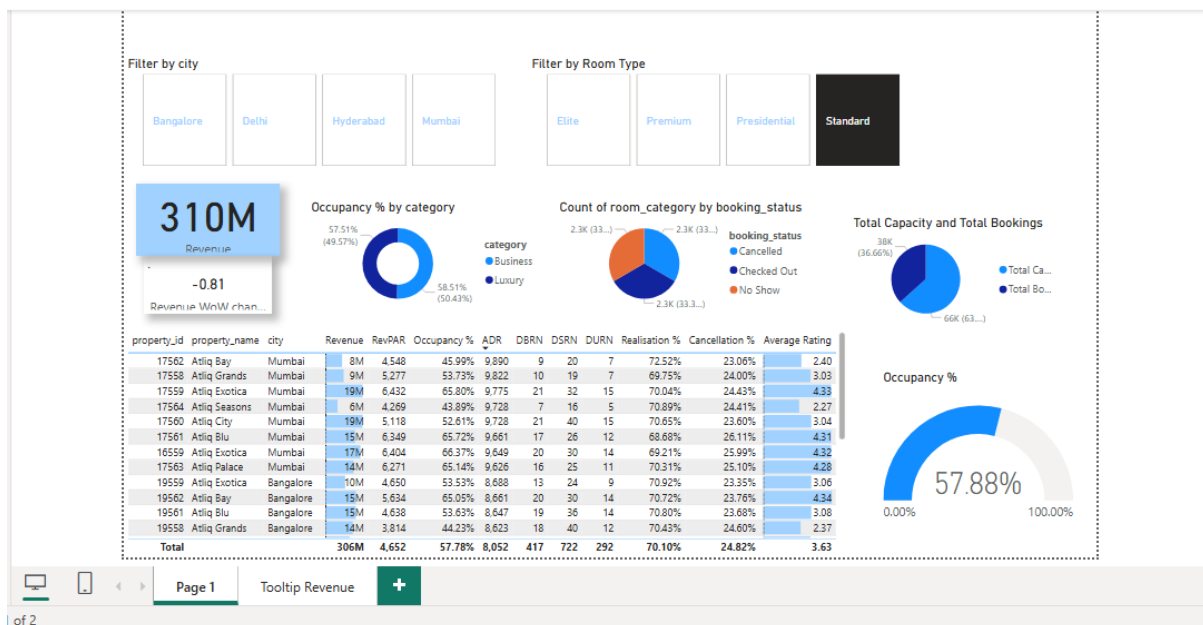 Filter by city
Filter by Room Type
Bangalore
Delhi
Hyderabad
Mumbai
Elite
Premium
Presidential
Standard
310M
Revenue
-0.81
Revenue WoW chan...
Occupancy % by category
57.51%
(49.57%)
58.51%
(50.43%)
category
Business
Luxury
Count of room_category by booking_status
2.3K (33...)
2.3K (33...)
2.3K (33.3...)
booking_status
Cancelled
Checked Out
No Show
Total Capacity and Total Bookings
38K
(36.66%)
66K (63...)
Total Ca...
Total Bo...
property_id property_name city Revenue RevPAR Occupancy % ADR DBRN DSRN DURN Realisation % Cancellation % Average Rating
17562 Atliq Bay Mumbai 8M 4,548 45.99% 9,890 9 20 7 72.52% 23.06% 2.40
17558 Atliq Grands Mumbai 9M 5,277 53.73% 9,822 10 19 7 69.75% 24.00% 3.03
17559 Atliq Exotica Mumbai 19M 6,432 65.80% 9,775 21 32 15 70.04% 24.43% 4.33
17564 Atliq Seasons Mumbai 6M 4,269 43.89% 9,728 7 16 5 70.89% 24.41% 2.27
17560 Atliq City Mumbai 19M 5,118 52.61% 9,728 21 40 15 70.65% 23.60% 3.04
17561 Atliq Blu Mumbai 15M 6,349 65.72% 9,661 17 26 12 68.68% 26.11% 4.31
16559 Atliq Exotica Mumbai 17M 6,404 66.37% 9,649 20 30 14 69.21% 25.99% 4.32
17563 Atliq Palace Mumbai 14M 6,271 65.14% 9,626 16 25 11 70.31% 25.10% 4.28
19559 Atliq Exotica Bangalore 10M 4,650 53.53% 8,688 13 24 9 70.92% 23.35% 3.06
19562 Atliq Bay Bangalore 15M 5,634 65.05% 8,661 20 30 14 70.72% 23.76% 4.34
19561 Atliq Blu Bangalore 15M 4,638 53.63% 8,647 19 36 14 70.80% 23.68% 3.08
19558 Atliq Grands Bangalore 14M 3,814 44.23% 8,623 18 40 12 70.43% 24.60% 2.37
Total 306M 4,652 57.78% 8,052 417 722 292 70.10% 24.82% 3.63
Occupancy %
57.88%
0.00%
100.00%
Page 1
Tooltip Revenue
+
of 2